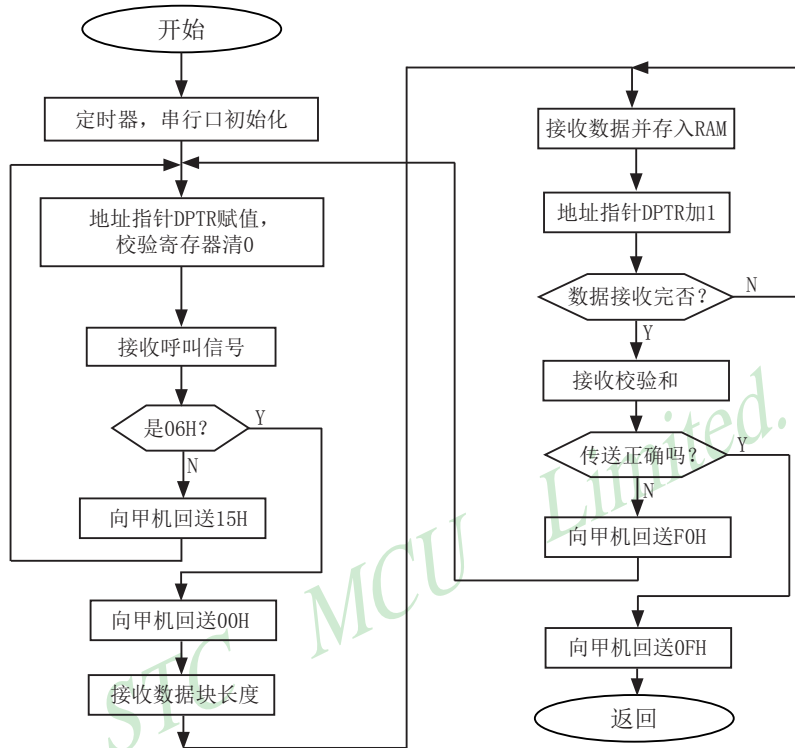 开始
定时器，串行口初始化
地址指针DPTR赋值，
校验寄存器清0
接收呼叫信号
是06H？
Y
N
向甲机回送15H
向甲机回送00H
接收数据块长度
接收数据并存入RAM
地址指针DPTR加1
数据接收完否？
N
Y
接收校验和
传送正确吗？
Y
N
向甲机回送F0H
向甲机回送0FH
返回
STC MCU Limited.